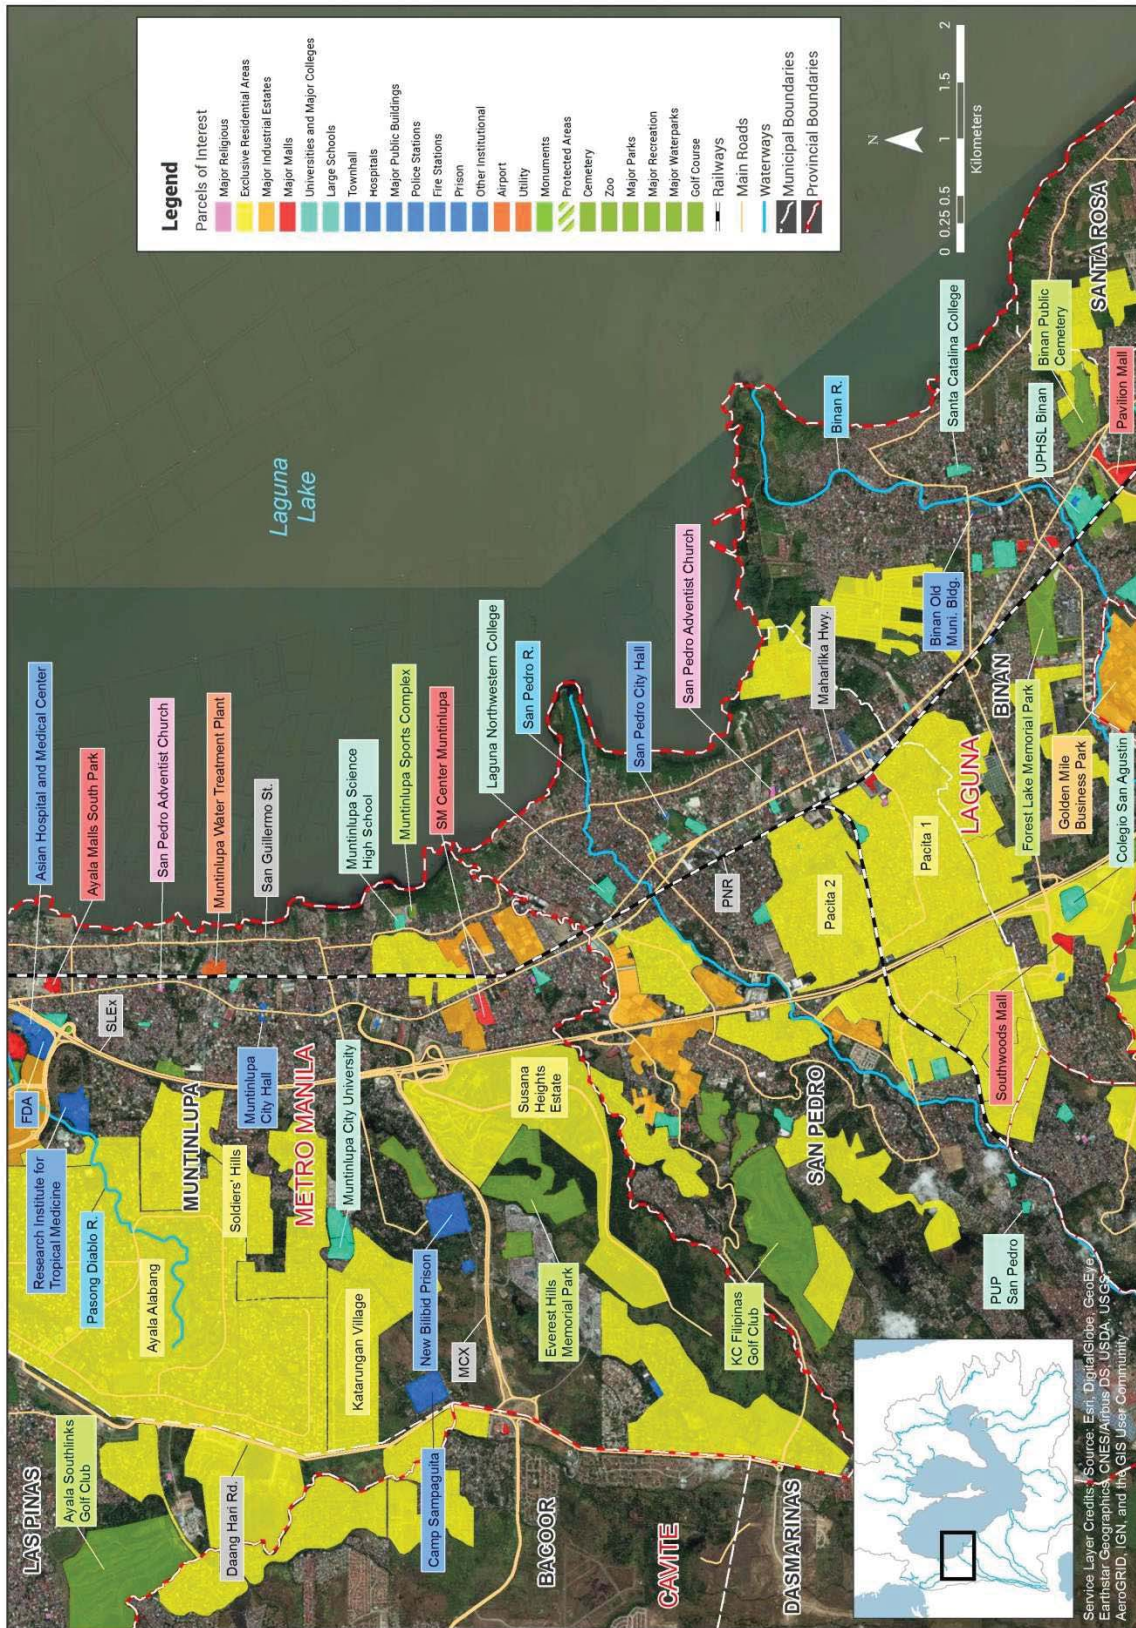 Legend
Parcels of Interest
Major Religious
Exclusive Residential Areas
Major Industrial Estates
Major Malls
Universities and Major Colleges
Large Schools
Townhall
Hospitals
Major Public Buildings
Police Stations
Fire Stations
Prison
Other Institutional
Airport
Utility
Monuments
Protected Areas
Cemetery
Zoo
Major Parks
Major Recreation
Major Waterparks
Golf Course
Railways
Main Roads
Waterways
Municipal Boundaries
Provincial Boundaries
N
0 0.25 0.5 1 1.5 2
Kilometers
Laguna
Lake
Asian Hospital and Medical Center
Ayala Malls South Park
San Pedro Adventist Church
Muntinlupa Water Treatment Plant
San Guillermo St.
Muntinlupa Science
High School
Muntinlupa Sports Complex
SM Center Muntinlupa
Laguna Northwestern College
San Pedro R.
San Pedro City Hall
San Pedro Adventist Church
Maharlika Hwy.
Binan R.
Binan Old
Muni. Bldg.
Santa Catalina College
UPHSL Binan
Binan Public
Cemetery
SANTA ROSA
Pavilion Mall
FDA
SLEx
Research Institute for
Tropical Medicine
Pasong Diablo R.
Ayala Alabang
MUNTINLUPA
Soldiers' Hills
Muntinlupa
City Hall
METRO MANILA
Muntinlupa City University
Katarungan Village
New Bilibid Prison
MCX
Susana
Heights
Estate
Everest Hills
Memorial Park
KC Filipinas
Golf Club
SAN PEDRO
PNR
Pacita 2
Pacita 1
LAGUNA
BINAN
Forest Lake Memorial Park
Golden Mile
Business Park
Colegio San Agustin
Southwoods Mall
PUP
San Pedro
LAS PINAS
Ayala Southlinks
Golf Club
Daang Hari Rd.
Camp Sampaguita
BACOOR
CAVITE
DASMARINAS
Service Layer Credits: Source: Esri, DigitalGlobe, GeoEye,
Earthstar Geographics, CNES/Airbus DS, USDA, USGS,
AeroGRID, IGN, and the GIS User Community